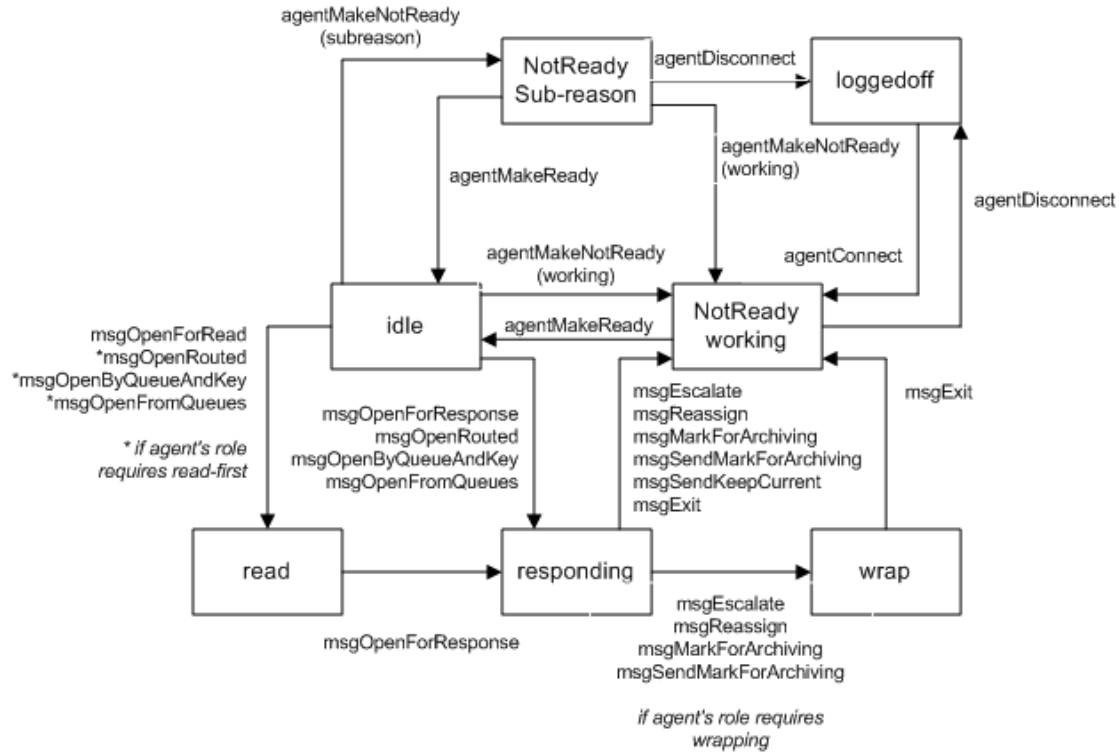 agentMakeNotReady
(subreason)
NotReady
Sub-reason
agentDisconnect
loggedoff
agentMakeReady
agentMakeNotReady
(working)
agentDisconnect
agentMakeNotReady
(working)
agentConnect
idle
agentMakeReady
NotReady
working
msgOpenForRead
*msgOpenRouted
*msgOpenByQueueAndKey
*msgOpenFromQueues
* if agent's role
requires read-first
msgOpenForResponse
msgOpenRouted
msgOpenByQueueAndKey
msgOpenFromQueues
msgEscalate
msgReassign
msgMarkForArchiving
msgSendMarkForArchiving
msgSendKeepCurrent
msgExit
msgExit
read
responding
wrap
msgOpenForResponse
msgEscalate
msgReassign
msgMarkForArchiving
msgSendMarkForArchiving
if agent's role requires
wrapping